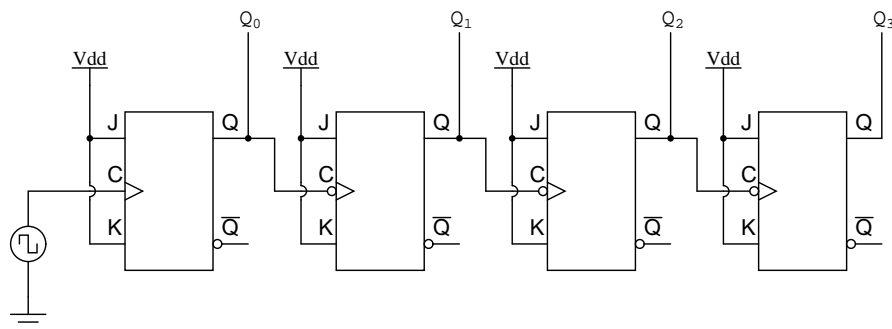 Q0 Q1 Q2 Q3
Vdd Vdd Vdd Vdd
J Q J Q J Q J Q
C C C C
K Q̅ K Q̅ K Q̅ K Q̅